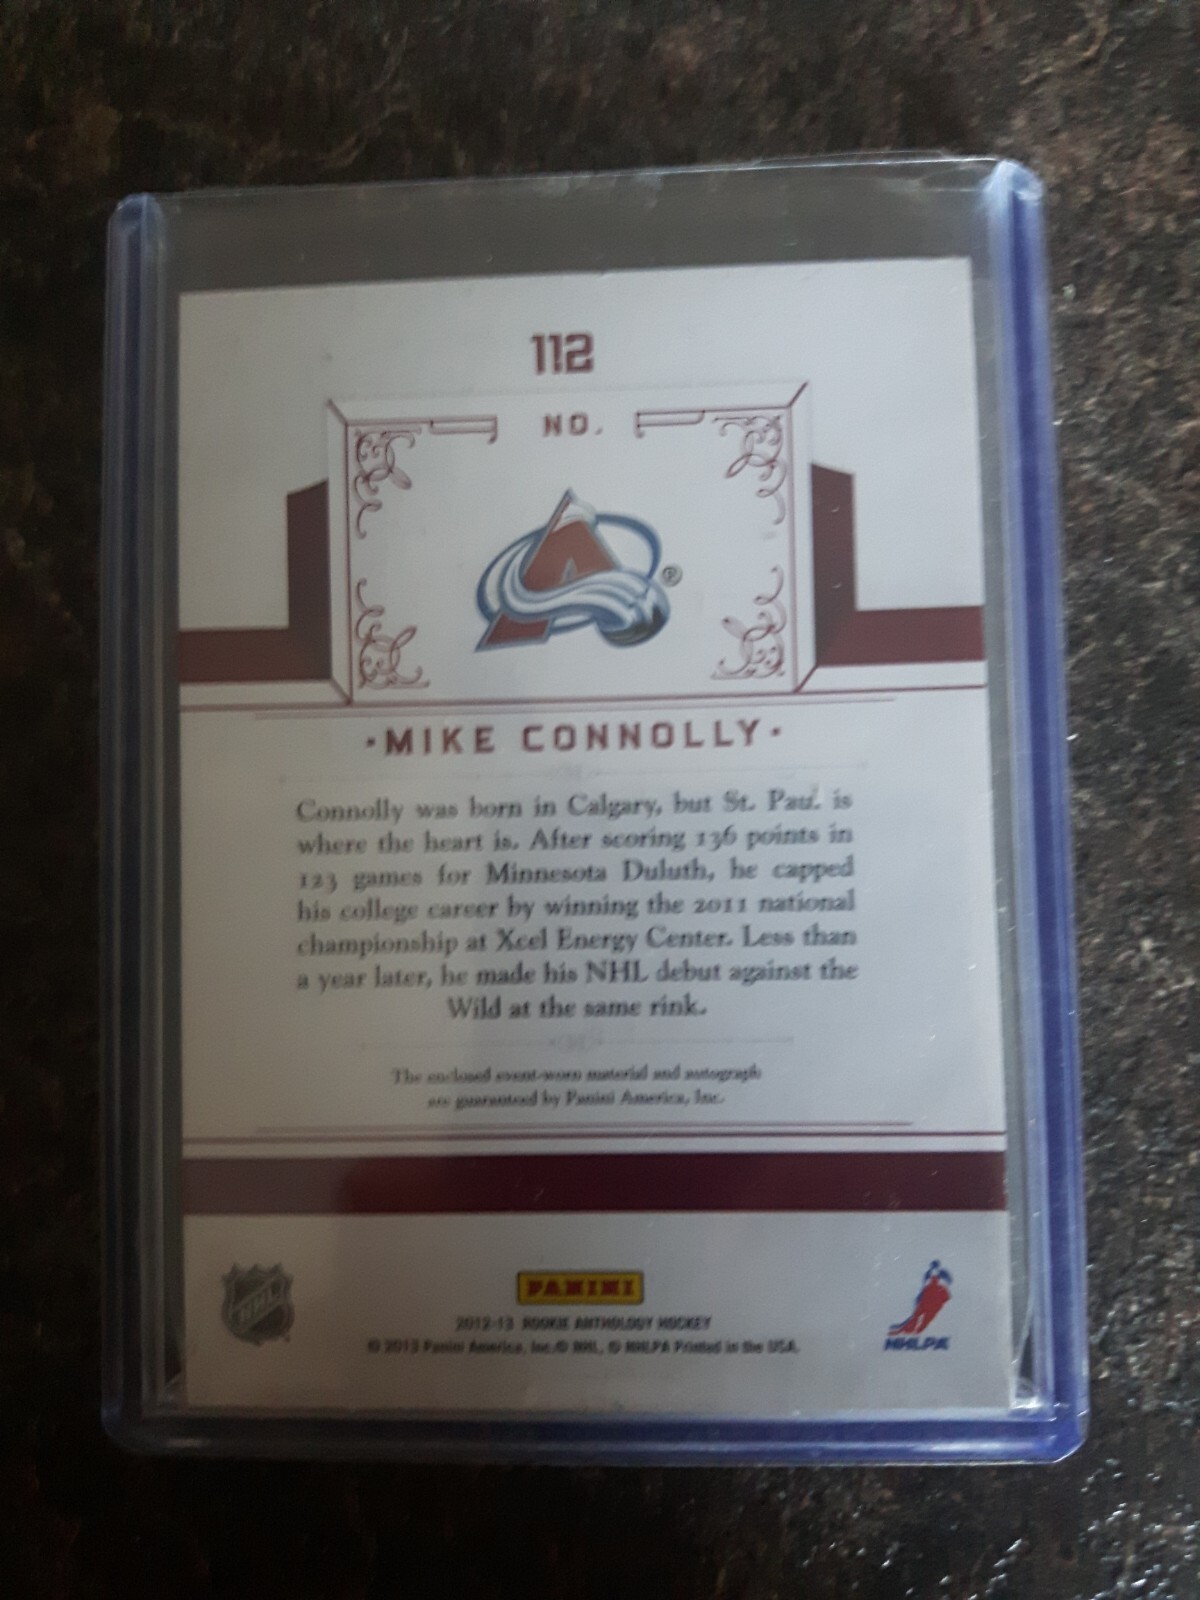 112
NO.
®
·MIKE CONNOLLY·
Connolly was born in Calgary, but St. Paul is
where the heart is. After scoring 136 points in
123 games for Minnesota Duluth, he capped
his college career by winning the 2011 national
championship at Xcel Energy Center. Less than
a year later, he made his NHL debut against the
Wild at the same rink.
The enclosed event-worn material and autograph
are guaranteed by Panini America, Inc.
NHL
PANINI
2012-13 ROOKIE ANTHOLOGY HOCKEY
© 2013 Panini America, Inc.© NHL, © NHLPA Printed in the USA.
NHLPA